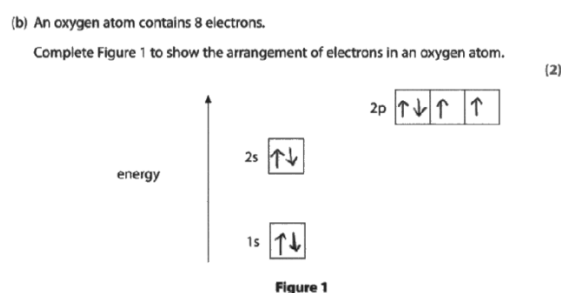 (b) An oxygen atom contains 8 electrons.
Complete Figure 1 to show the arrangement of electrons in an oxygen atom.
(2)
2p ↑↓ ↑ ↑
2s ↑↓
energy
1s ↑↓
Figure 1